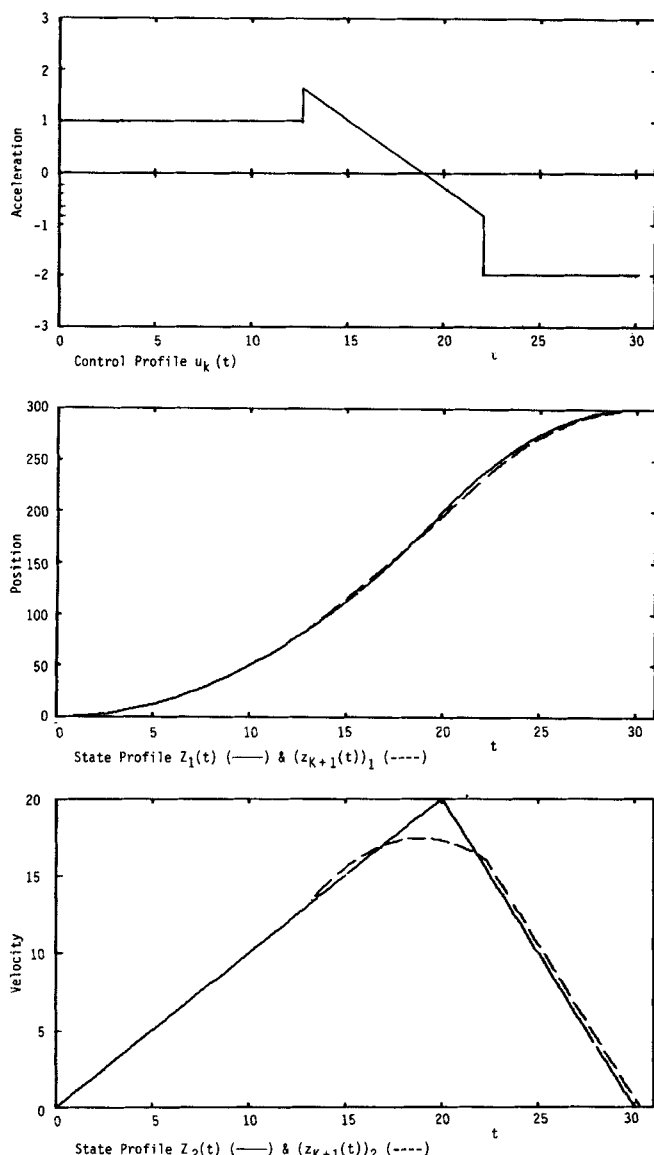 3
2
1
0
-1
-2
-3
Acceleration
0 5 10 15 20 25 30
Control Profile u_k(t)
300
250
200
150
100
50
0
Position
0 5 10 15 20 25 30
t
State Profile Z_1(t) (——) & (z_{K+1}(t))_1 (----)
20
15
10
5
0
Velocity
0 5 10 15 20 25 30
t
State Profile Z_2(t) (——) & (z_{K+1}(t))_2 (----)